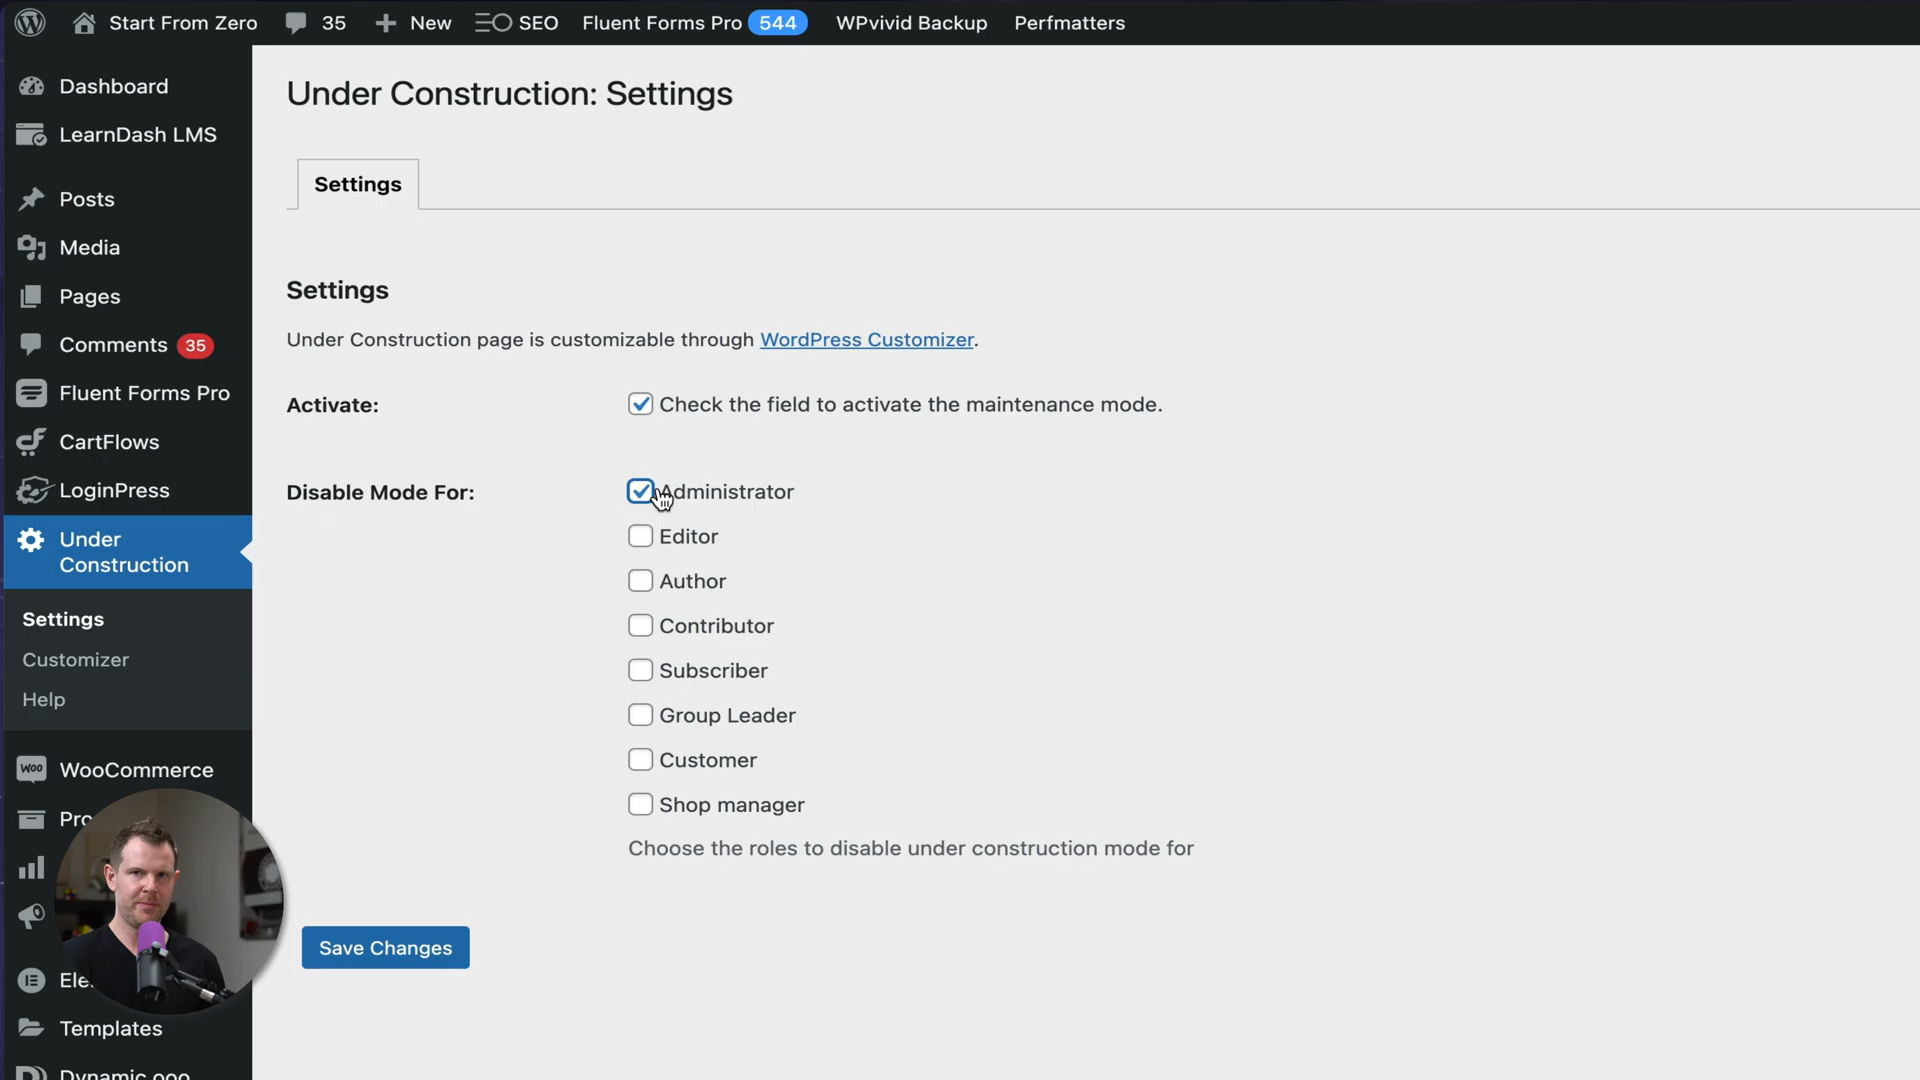 Start From Zero 35 New SEO Fluent Forms Pro 544 WPvivid Backup Perfmatters
Dashboard
LearnDash LMS
Posts
Media
Pages
Comments 35
Fluent Forms Pro
CartFlows
LoginPress
Under
Construction
Settings
Customizer
Help
WOO WooCommerce
Templates
Dynamic.ooo
Under Construction: Settings
Settings
Settings
Under Construction page is customizable through WordPress Customizer.
Activate: Check the field to activate the maintenance mode.
Disable Mode For: Administrator
Editor
Author
Contributor
Subscriber
Group Leader
Customer
Shop manager
Choose the roles to disable under construction mode for
Save Changes